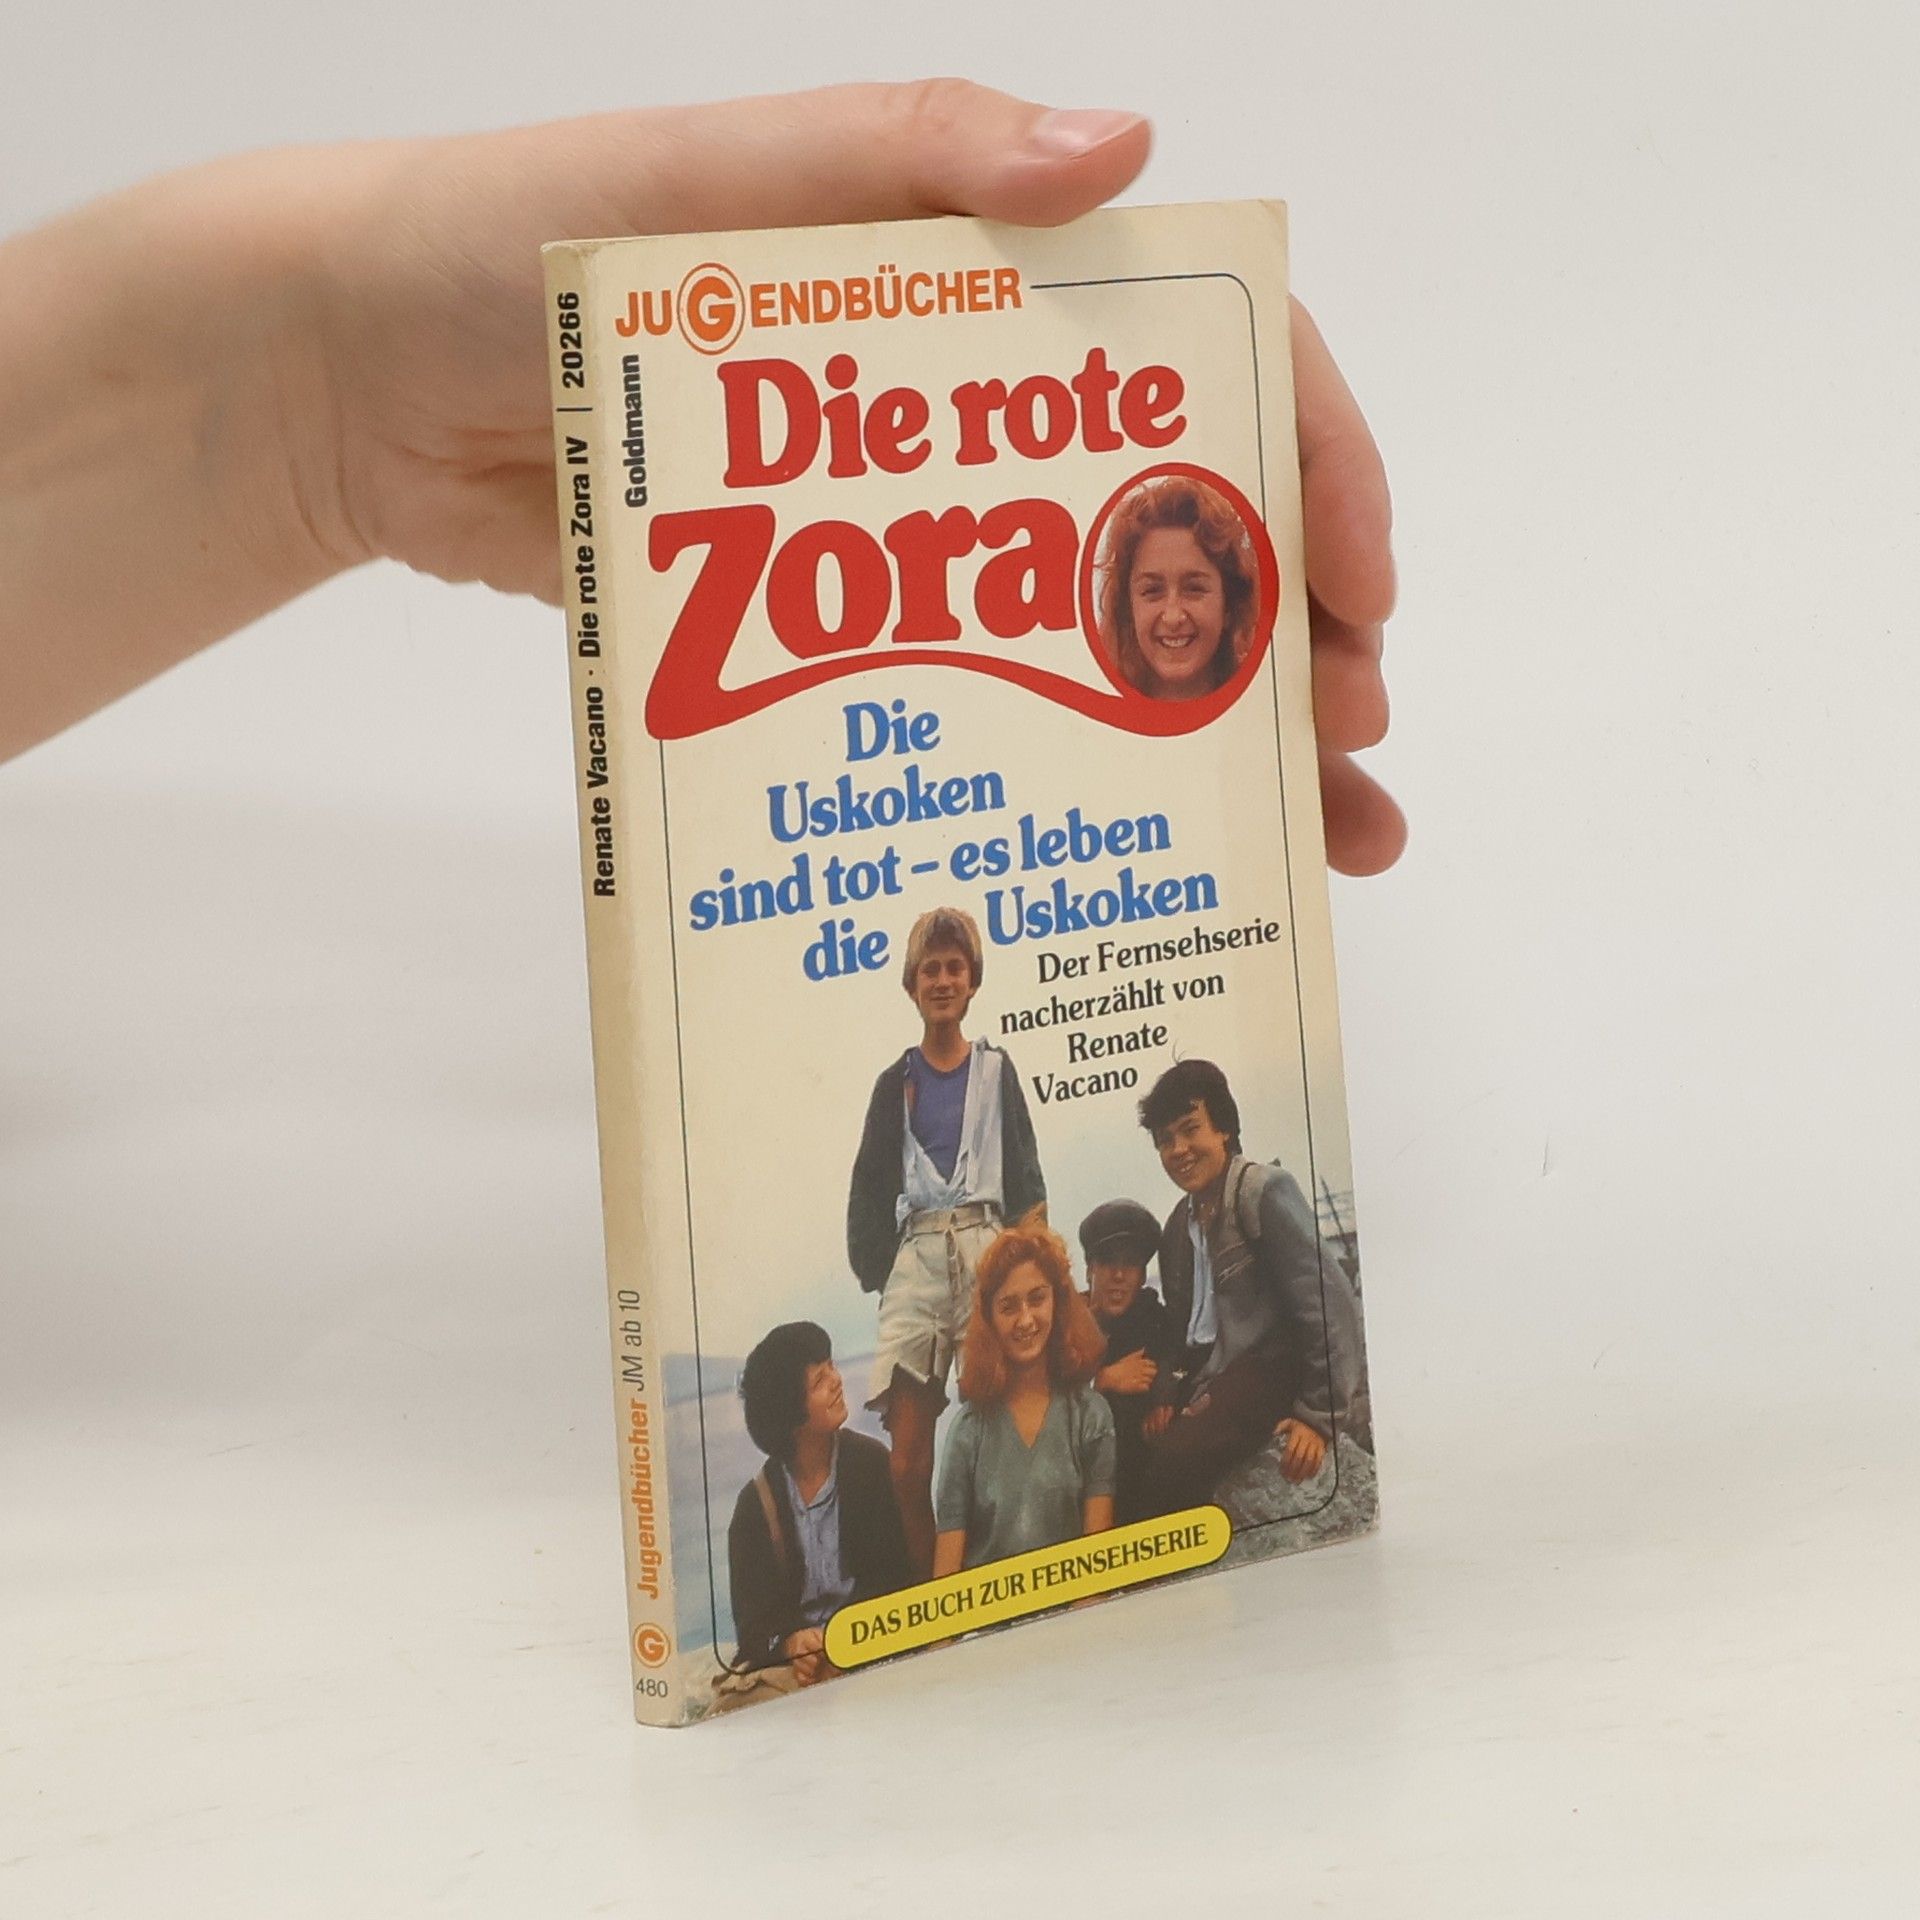 JUGENDBÜCHER
Goldmann
Die rote
Zora
Die
Uskoken
sind tot – es leben
die Uskoken
Der Fernsehserie
nacherzählt von
Renate
Vacano
DAS BUCH ZUR FERNSEHSERIE
Renate Vacano · Die rote Zora IV | 20266
Jugendbücher JM ab 10
G
480